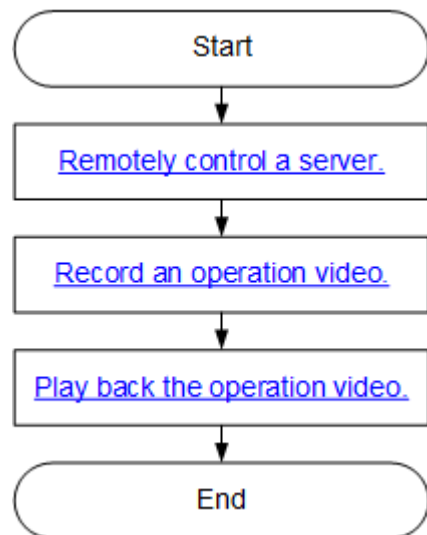 Start
Remotely control a server.
Record an operation video.
Play back the operation video.
End